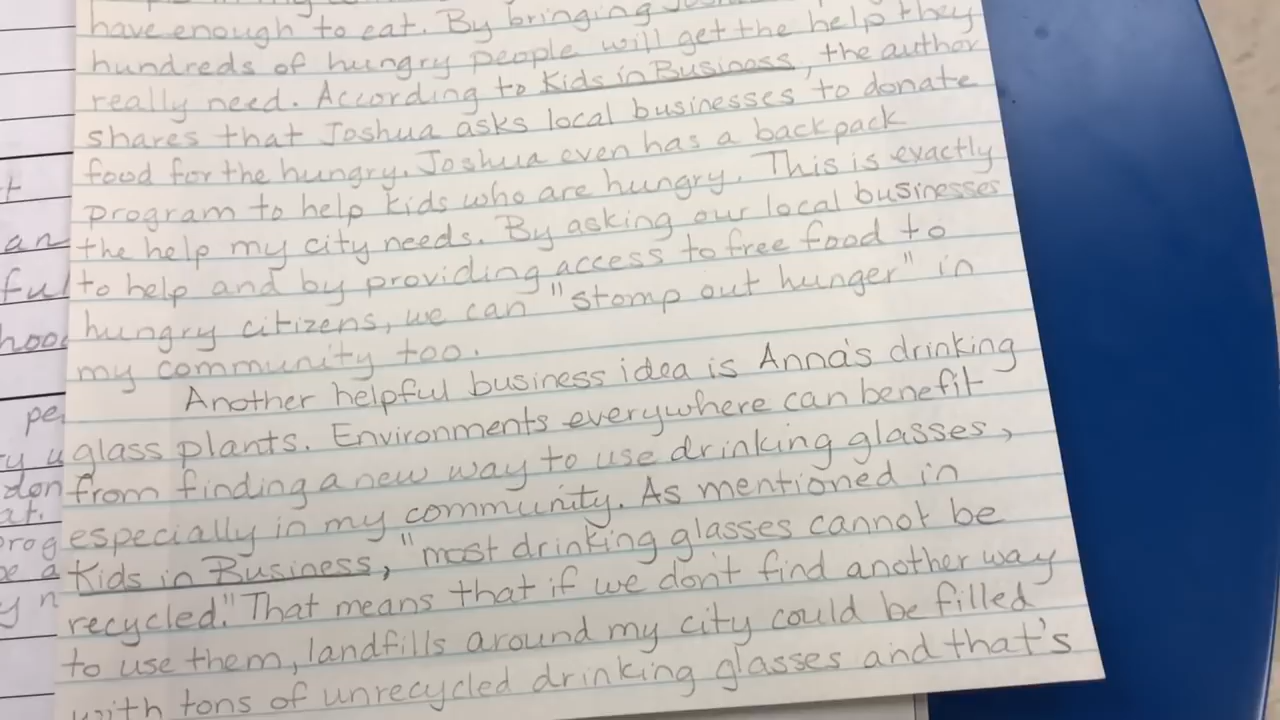 have enough to eat. By bringing
hundreds of hungry people will get the help they
really need. According to Kids in Business, the author
shares that Joshua asks local businesses to donate
food for the hungry. Joshua even has a backpack
program to help kids who are hungry. This is exactly
the help my city needs. By asking our local businesses
to help and by providing access to free food to
hungry citizens, we can "stomp out hunger" in
my community too.
Another helpful business idea is Anna's drinking
glass plants. Environments everywhere can benefit
from finding a new way to use drinking glasses,
especially in my community. As mentioned in
Kids in Business, "most drinking glasses cannot be
recycled." That means that if we don't find another way
to use them, landfills around my city could be filled
with tons of unrecycled drinking glasses and that's
an
ful
hood
pe
y u
don
at.
prog
be a
y n